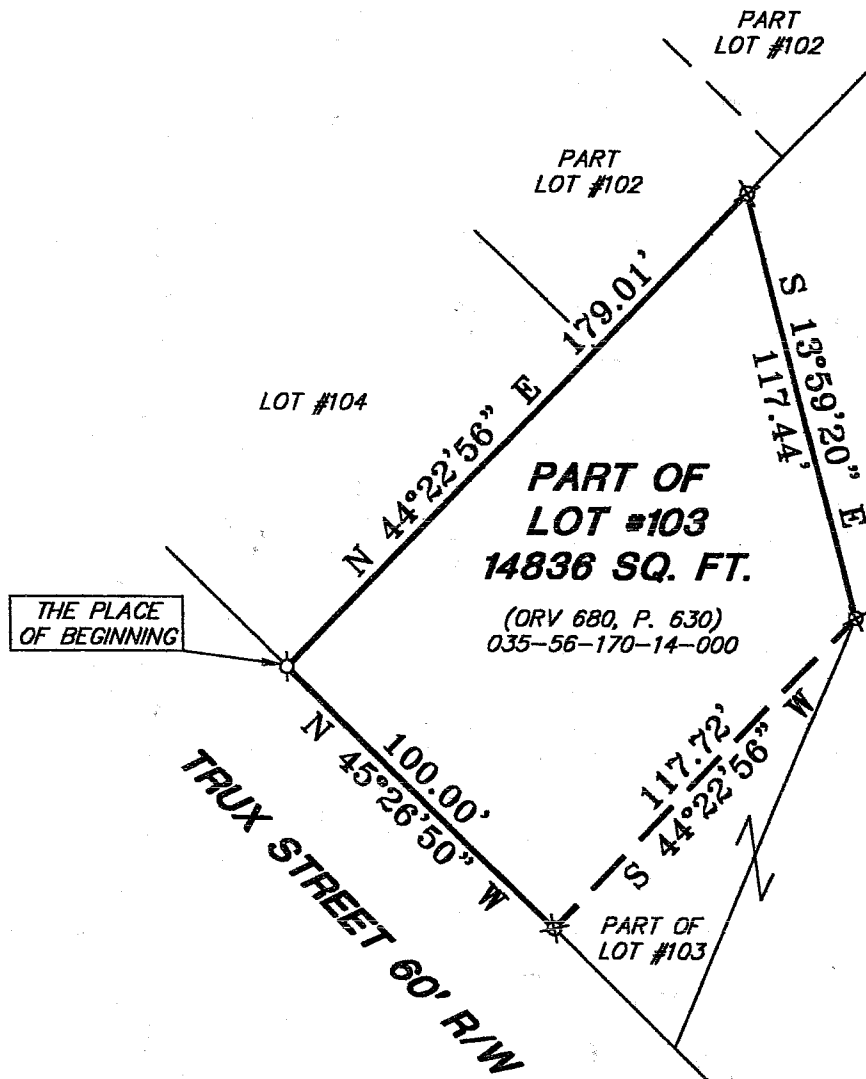 PART
LOT #102
PART
LOT #102
179.01'
N 44°22'56" E
S 13°59'20" E
117.44'
LOT #104
PART OF
LOT #103
14836 SQ. FT.
(ORV 680, P. 630)
035-56-170-14-000
THE PLACE
OF BEGINNING
100.00'
N 45°26'50" W
117.72'
S 44°22'56" W
TRUX STREET 60' R/W
PART OF
LOT #103